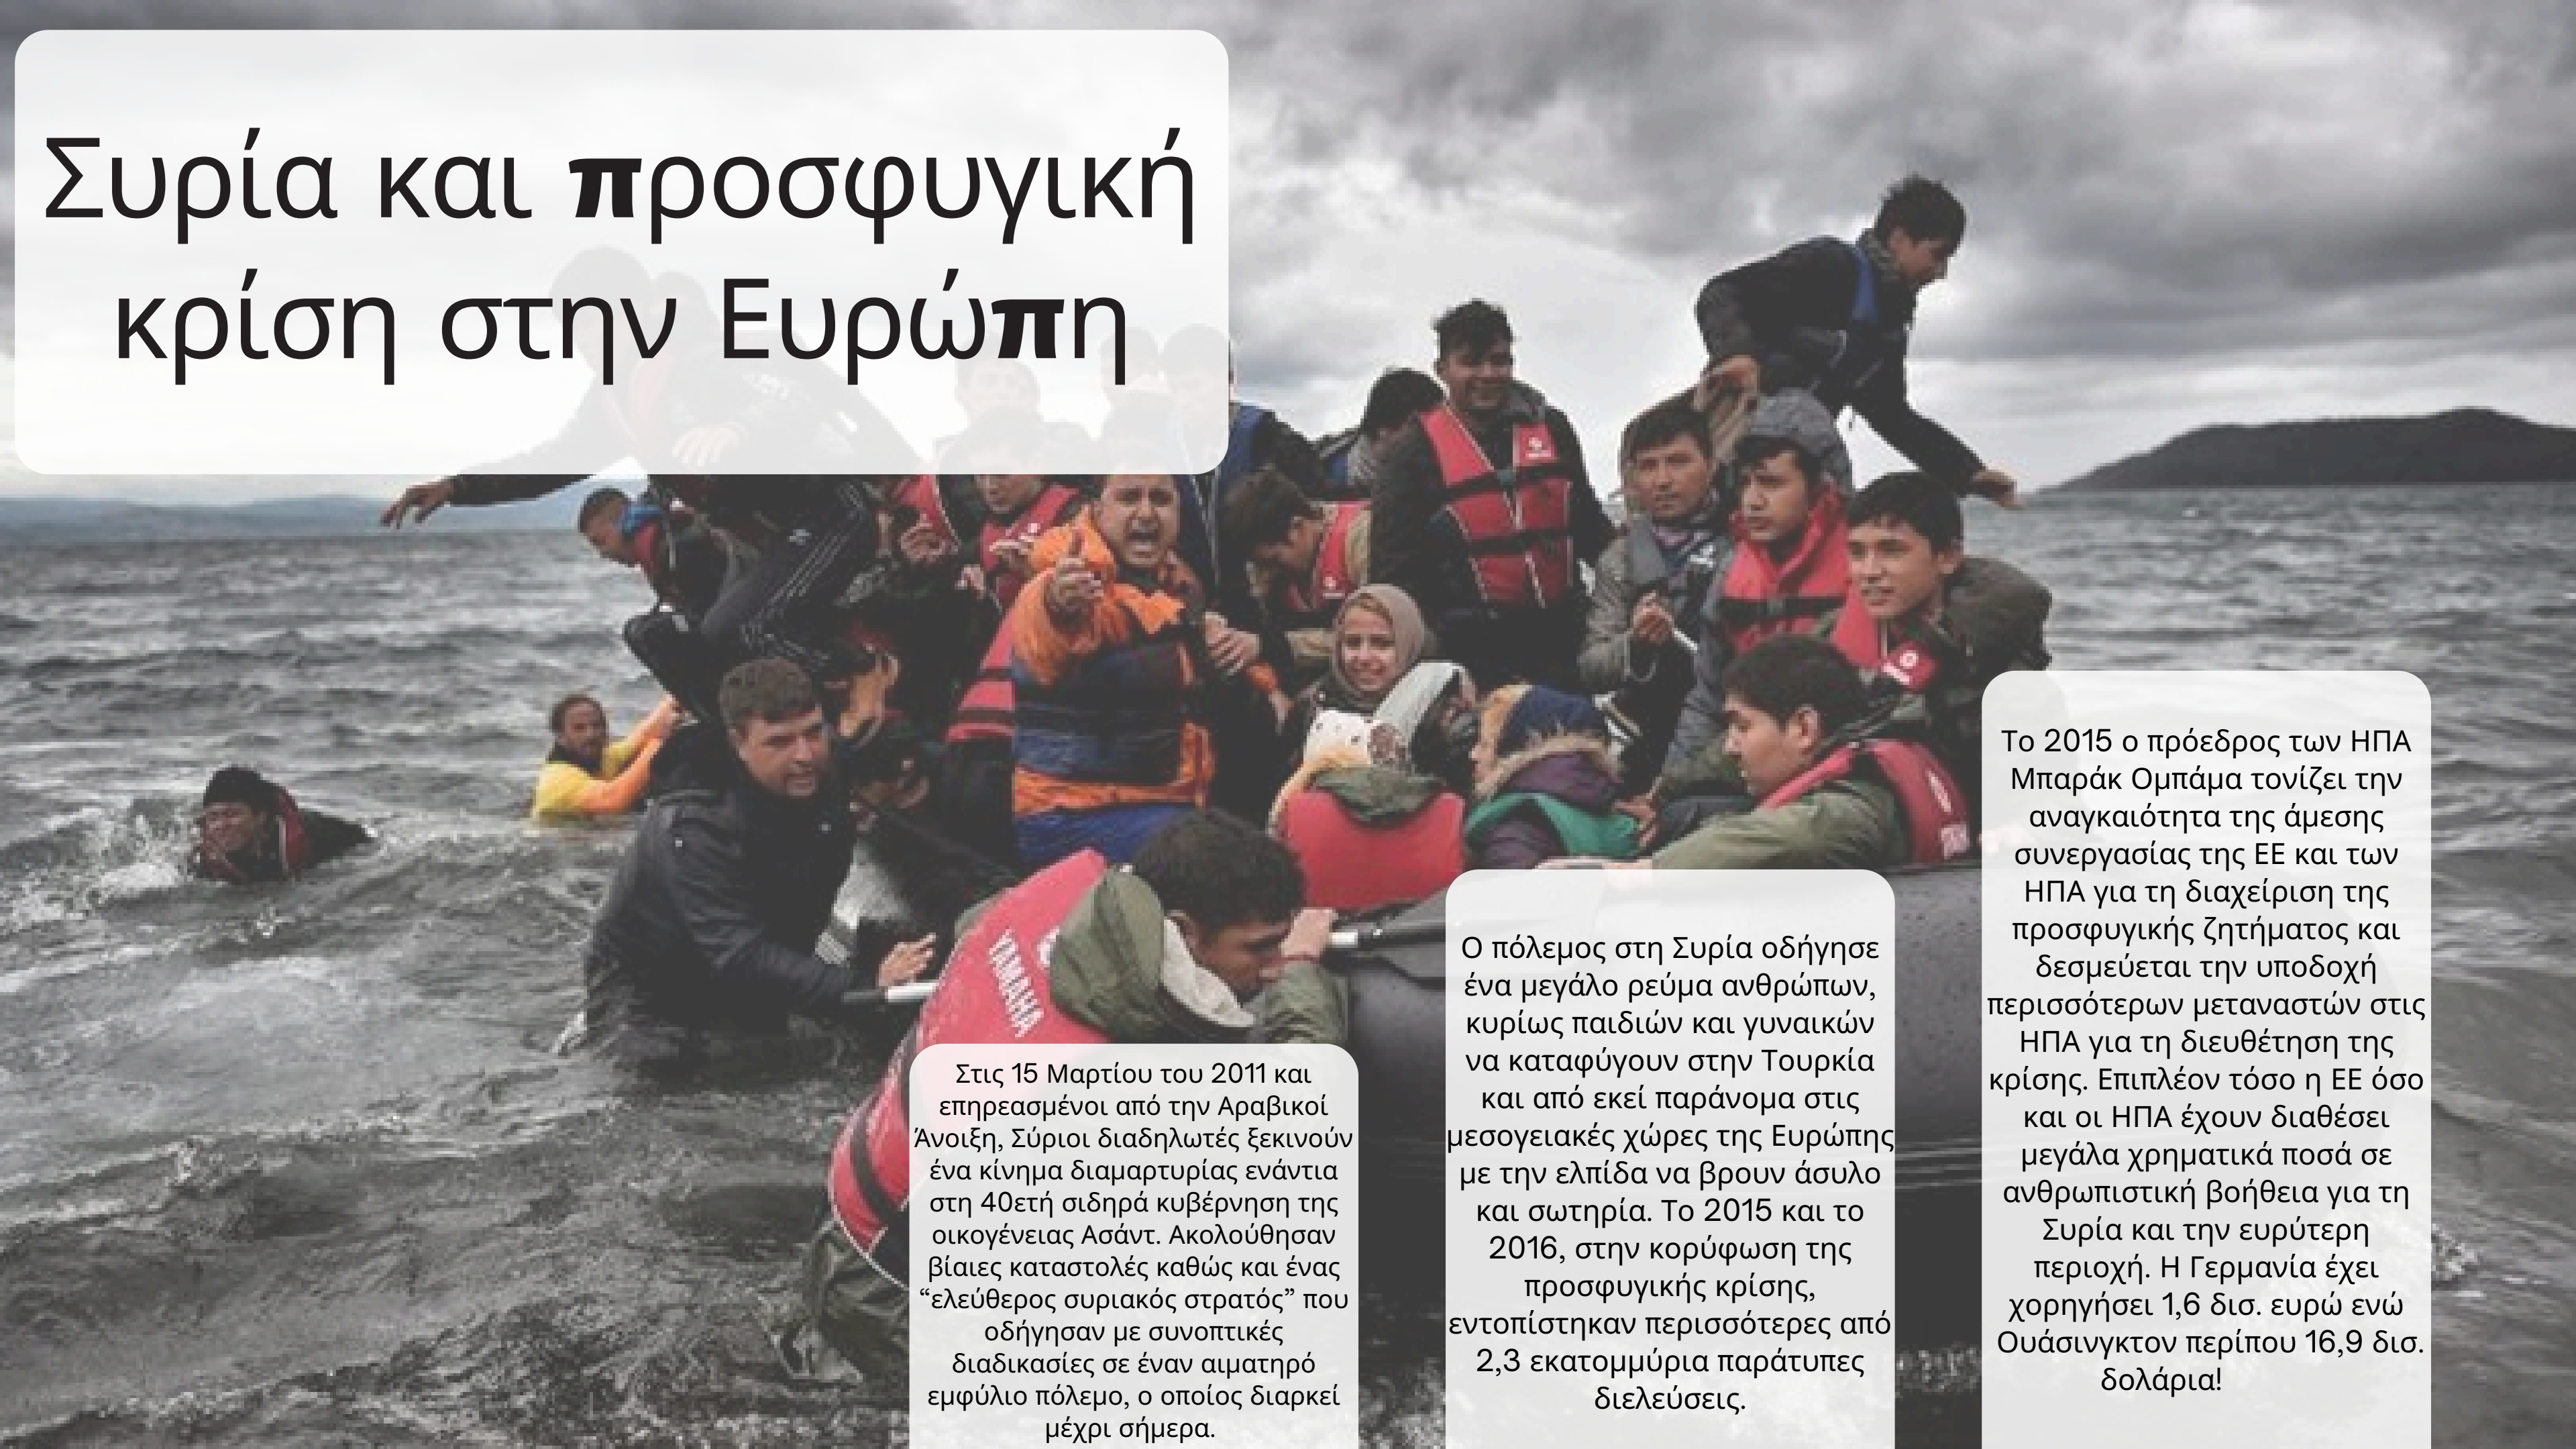 Συρία και προσφυγική
κρίση στην Ευρώπη
YAMAHA
Στις 15 Μαρτίου του 2011 και
επηρεασμένοι από την Αραβικοί
Άνοιξη, Σύριοι διαδηλωτές ξεκινούν
ένα κίνημα διαμαρτυρίας ενάντια
στη 40ετή σιδηρά κυβέρνηση της
οικογένειας Ασάντ. Ακολούθησαν
βίαιες καταστολές καθώς και ένας
“ελεύθερος συριακός στρατός” που
οδήγησαν με συνοπτικές
διαδικασίες σε έναν αιματηρό
εμφύλιο πόλεμο, ο οποίος διαρκεί
μέχρι σήμερα.
Ο πόλεμος στη Συρία οδήγησε
ένα μεγάλο ρεύμα ανθρώπων,
κυρίως παιδιών και γυναικών
να καταφύγουν στην Τουρκία
και από εκεί παράνομα στις
μεσογειακές χώρες της Ευρώπης
με την ελπίδα να βρουν άσυλο
και σωτηρία. Το 2015 και το
2016, στην κορύφωση της
προσφυγικής κρίσης,
εντοπίστηκαν περισσότερες από
2,3 εκατομμύρια παράτυπες
διελεύσεις.
Το 2015 ο πρόεδρος των ΗΠΑ
Μπαράκ Ομπάμα τονίζει την
αναγκαιότητα της άμεσης
συνεργασίας της ΕΕ και των
ΗΠΑ για τη διαχείριση της
προσφυγικής ζητήματος και
δεσμεύεται την υποδοχή
περισσότερων μεταναστών στις
ΗΠΑ για τη διευθέτηση της
κρίσης. Επιπλέον τόσο η ΕΕ όσο
και οι ΗΠΑ έχουν διαθέσει
μεγάλα χρηματικά ποσά σε
ανθρωπιστική βοήθεια για τη
Συρία και την ευρύτερη
περιοχή. Η Γερμανία έχει
χορηγήσει 1,6 δισ. ευρώ ενώ
Ουάσινγκτον περίπου 16,9 δισ.
δολάρια!